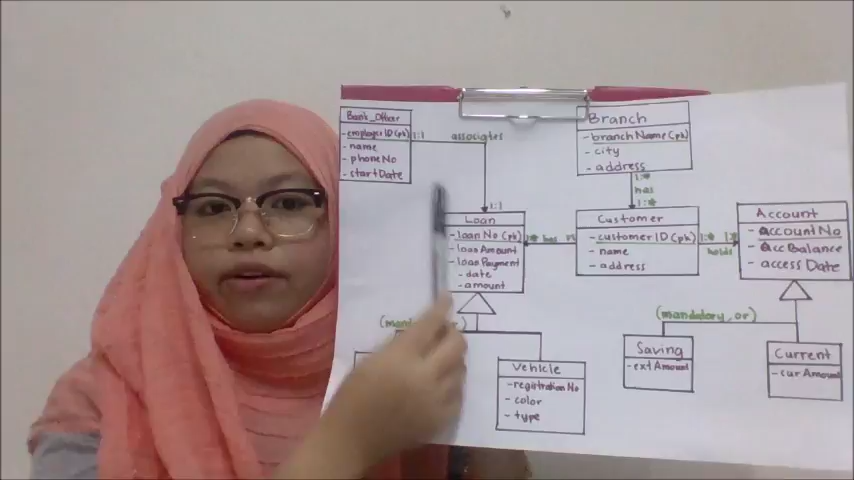 Bank_Officer
- employeeID(pk)
- name
- phoneNo
- startDate
1:1
associates
1:1
Branch
- branchName(pk)
- city
- address
1:*
has
1:*
Loan
- loanNo(pk)
- loanAmount
- loanPayment
- date
- amount
has
Customer
- customerID(pk)
- name
- address
1:*
holds
Account
- AccountNo
- AccBalance
- accessDate
(mandatory, or)
Vehicle
- registrationNo
- color
- type
Saving
- extAmount
Current
- curAmount